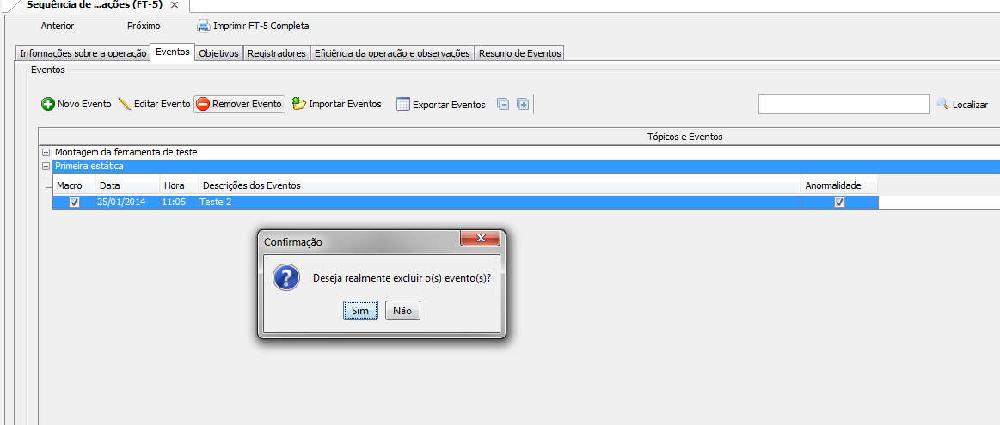 Sequência de ...ações (FT-5)
Anterior Próximo Imprimir FT-5 Completa
Informações sobre a operação Eventos Objetivos Registradores Eficiência da operação e observações Resumo de Eventos
Eventos
Novo Evento Editar Evento Remover Evento Importar Eventos Exportar Eventos Localizar
Tópicos e Eventos
Montagem da ferramenta de teste
Primeira estática
Macro Data Hora Descrições dos Eventos Anormalidade
25/01/2014 11:05 Teste 2
Confirmação
Deseja realmente excluir o(s) evento(s)?
Sim Não